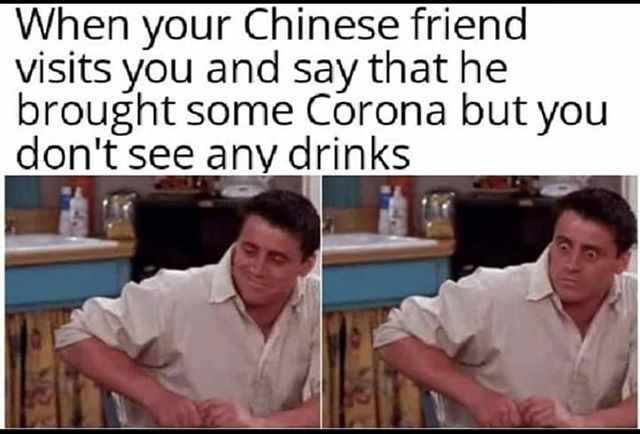 When your Chinese friend
visits you and say that he
brought some Corona but you
don't see any drinks